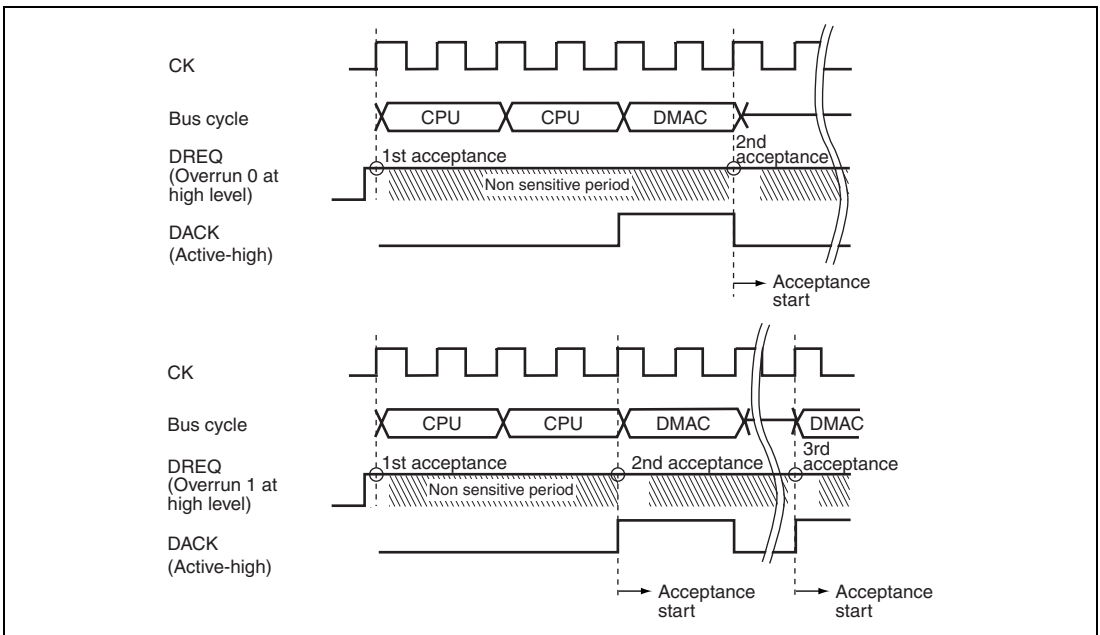 CK
Bus cycle
CPU
CPU
DMAC
DREQ
(Overrun 0 at
high level)
1st acceptance
2nd
acceptance
Non sensitive period
DACK
(Active-high)
Acceptance
start
CK
Bus cycle
CPU
CPU
DMAC
DMAC
DREQ
(Overrun 1 at
high level)
1st acceptance
2nd acceptance
3rd
acceptance
Non sensitive period
DACK
(Active-high)
Acceptance
start
Acceptance
start